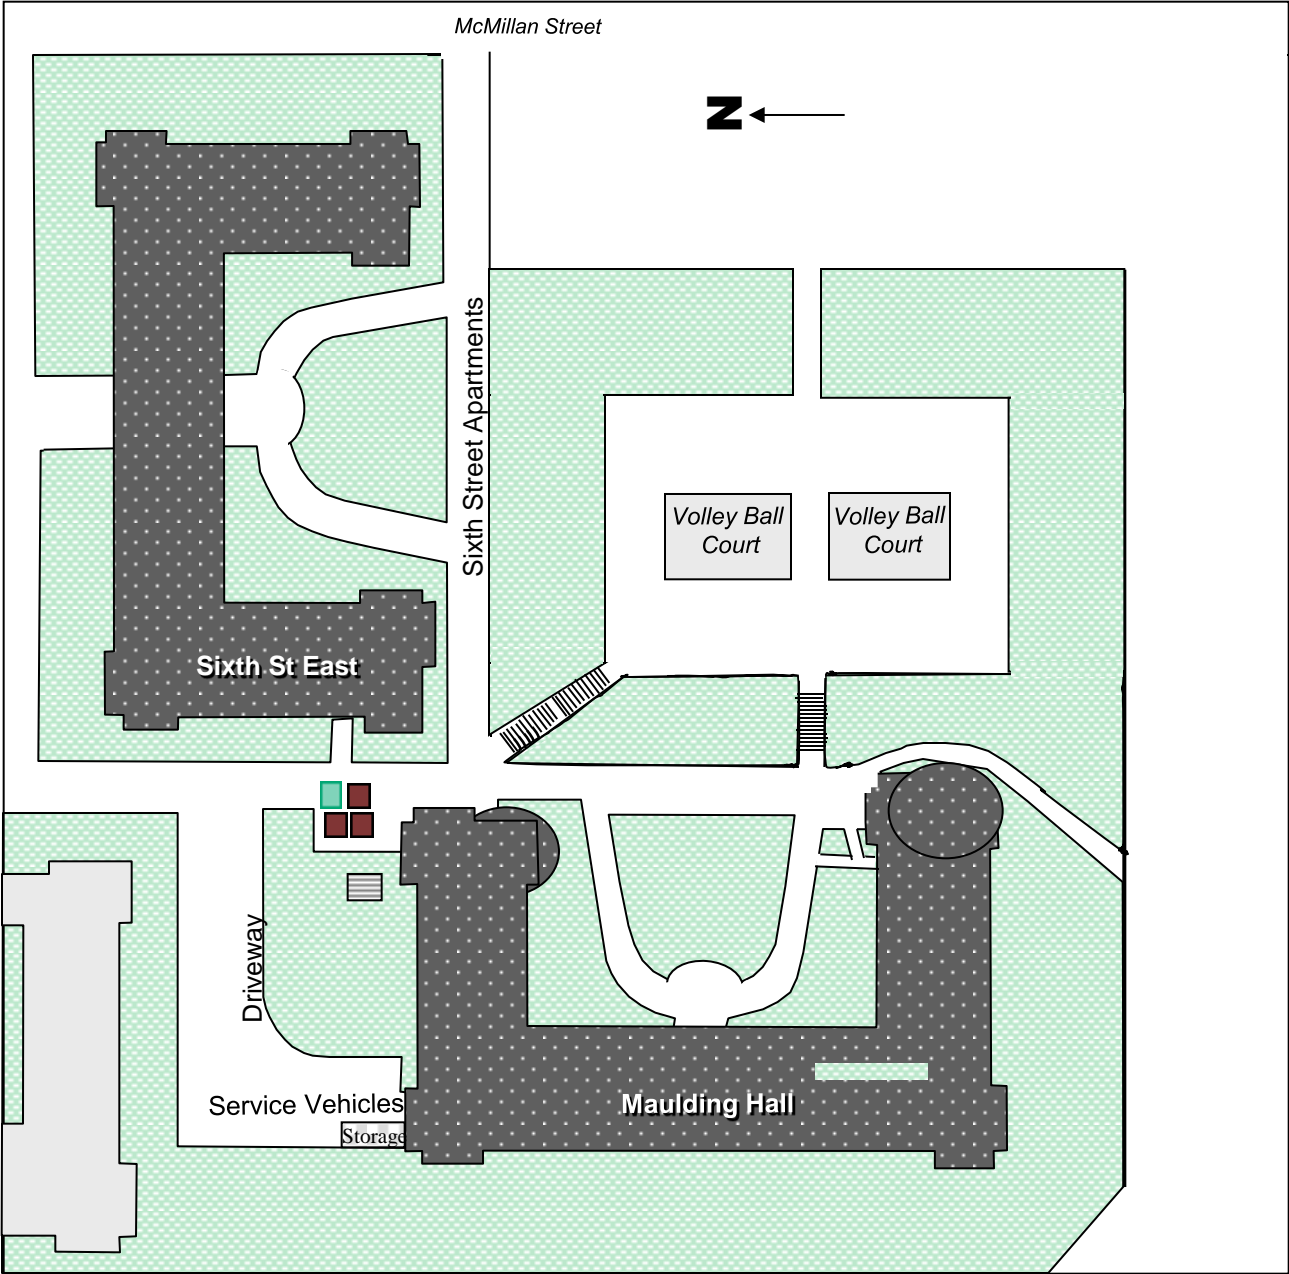 McMillan Street
N
Sixth Street Apartments
Volley Ball
Court
Volley Ball
Court
Sixth St East
Driveway
Service Vehicles
Storage
Maulding Hall